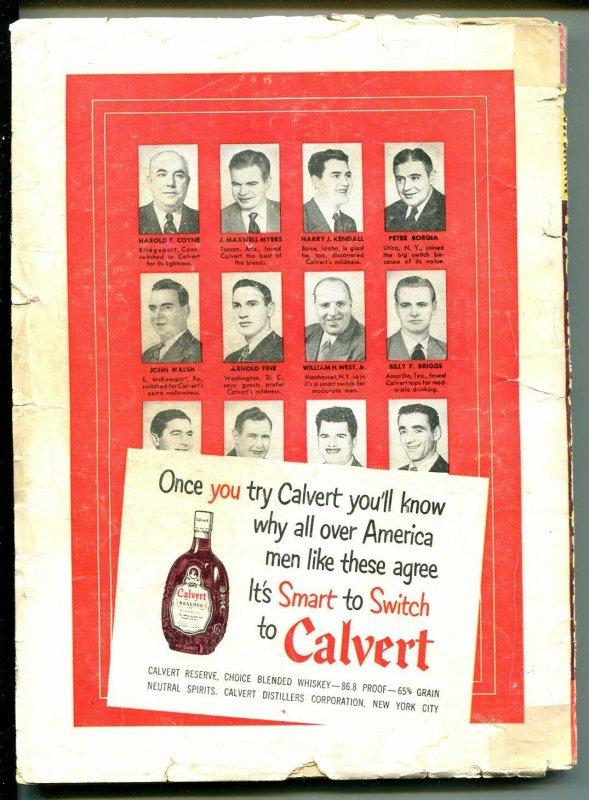 HAROLD T. COYNE
Bridgeport, Conn.
switched to Calvert
for its lightness.
J. MAXWELL MYERS
Tucson, Ariz., found
Calvert the best of
the blends.
HARRY J. KENDALL
Boise, Idaho, is glad
he, too, discovered
Calvert's mildness.
PETER BORGIA
Utica, N. Y., joined
the big switch be-
cause of its value.
JOHN WALSH
E. McKeesport, Pa.,
switched for Calvert's
extra mellowness.
ARNOLD FINE
Washington, D. C.,
says guests prefer
Calvert's mildness.
WILLIAM H. WEST, Jr.
Manhasset, N.Y. says
it's a smart switch for
moderate men.
BILLY F. BRIGGS
Amarillo, Tex., found
Calvert tops for mod-
erate drinking.
Once you try Calvert you'll know
why all over America
men like these agree
It's Smart to Switch
to Calvert
Calvert
Calvert
RESERVE
CALVERT RESERVE, CHOICE BLENDED WHISKEY—86.8 PROOF—65% GRAIN
NEUTRAL SPIRITS. CALVERT DISTILLERS CORPORATION, NEW YORK CITY